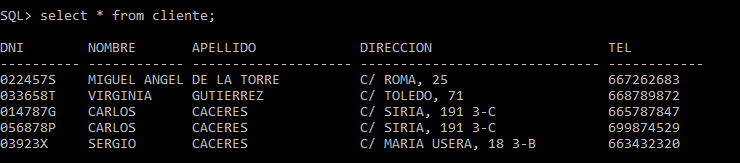 SQL> select * from cliente;
DNI NOMBRE APELLIDO DIRECCION TEL
---------- ------------ -------------------- ------------------------------ ------------
022457S MIGUEL ANGEL DE LA TORRE C/ ROMA, 25 667262683
033658T VIRGINIA GUTIERREZ C/ TOLEDO, 71 668789872
014787G CARLOS CACERES C/ SIRIA, 191 3-C 665787847
056878P CARLOS CACERES C/ SIRIA, 191 3-C 699874529
03923X SERGIO CACERES C/ MARIA USERA, 18 3-B 663432320